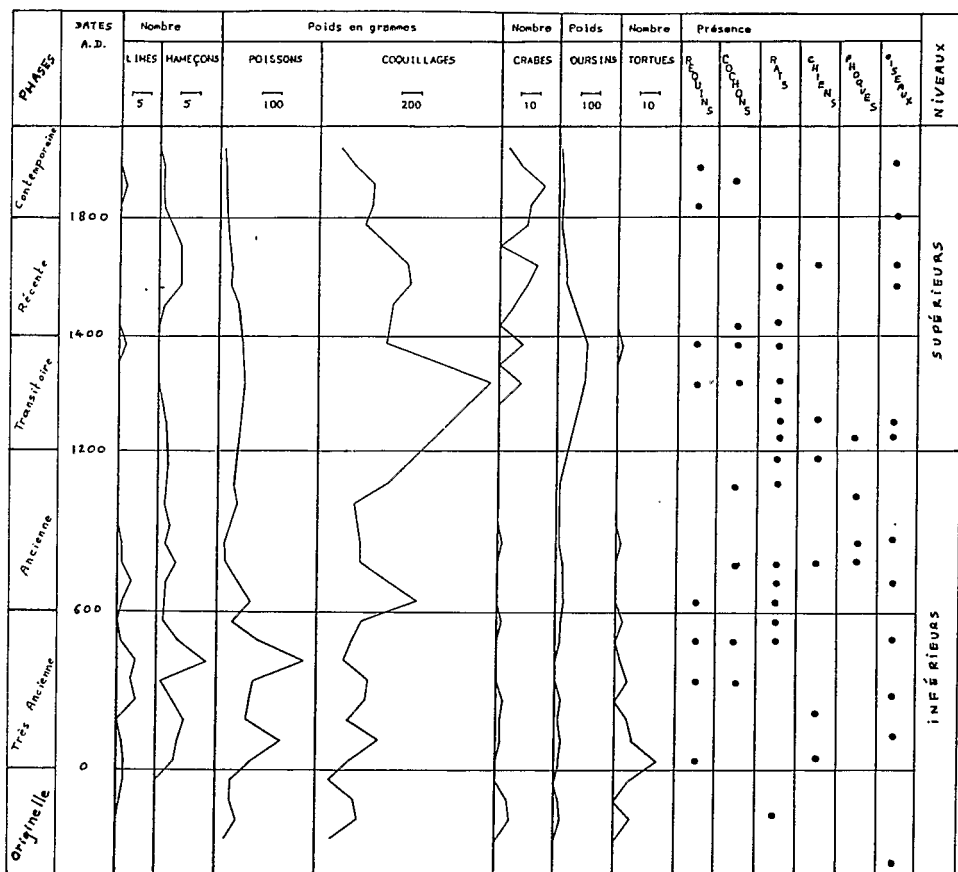 PHASES
DATES
A.D.
Nombre
Poids en grammes
Nombre
Poids
Nombre
Présence
NIVEAUX
LIMES
HAMEÇONS
POISSONS
COQUILLAGES
CRABES
OURSINS
TORTUES
REQUINS
COCHONS
RATS
CHIENS
PHOQUES
OISEAUX
5
5
100
200
10
100
10
Contemporaine
1800
Récente
1400
SUPÉRIEURS
Transitoire
1200
Ancienne
600
Très Ancienne
INFÉRIEURS
0
Originelle